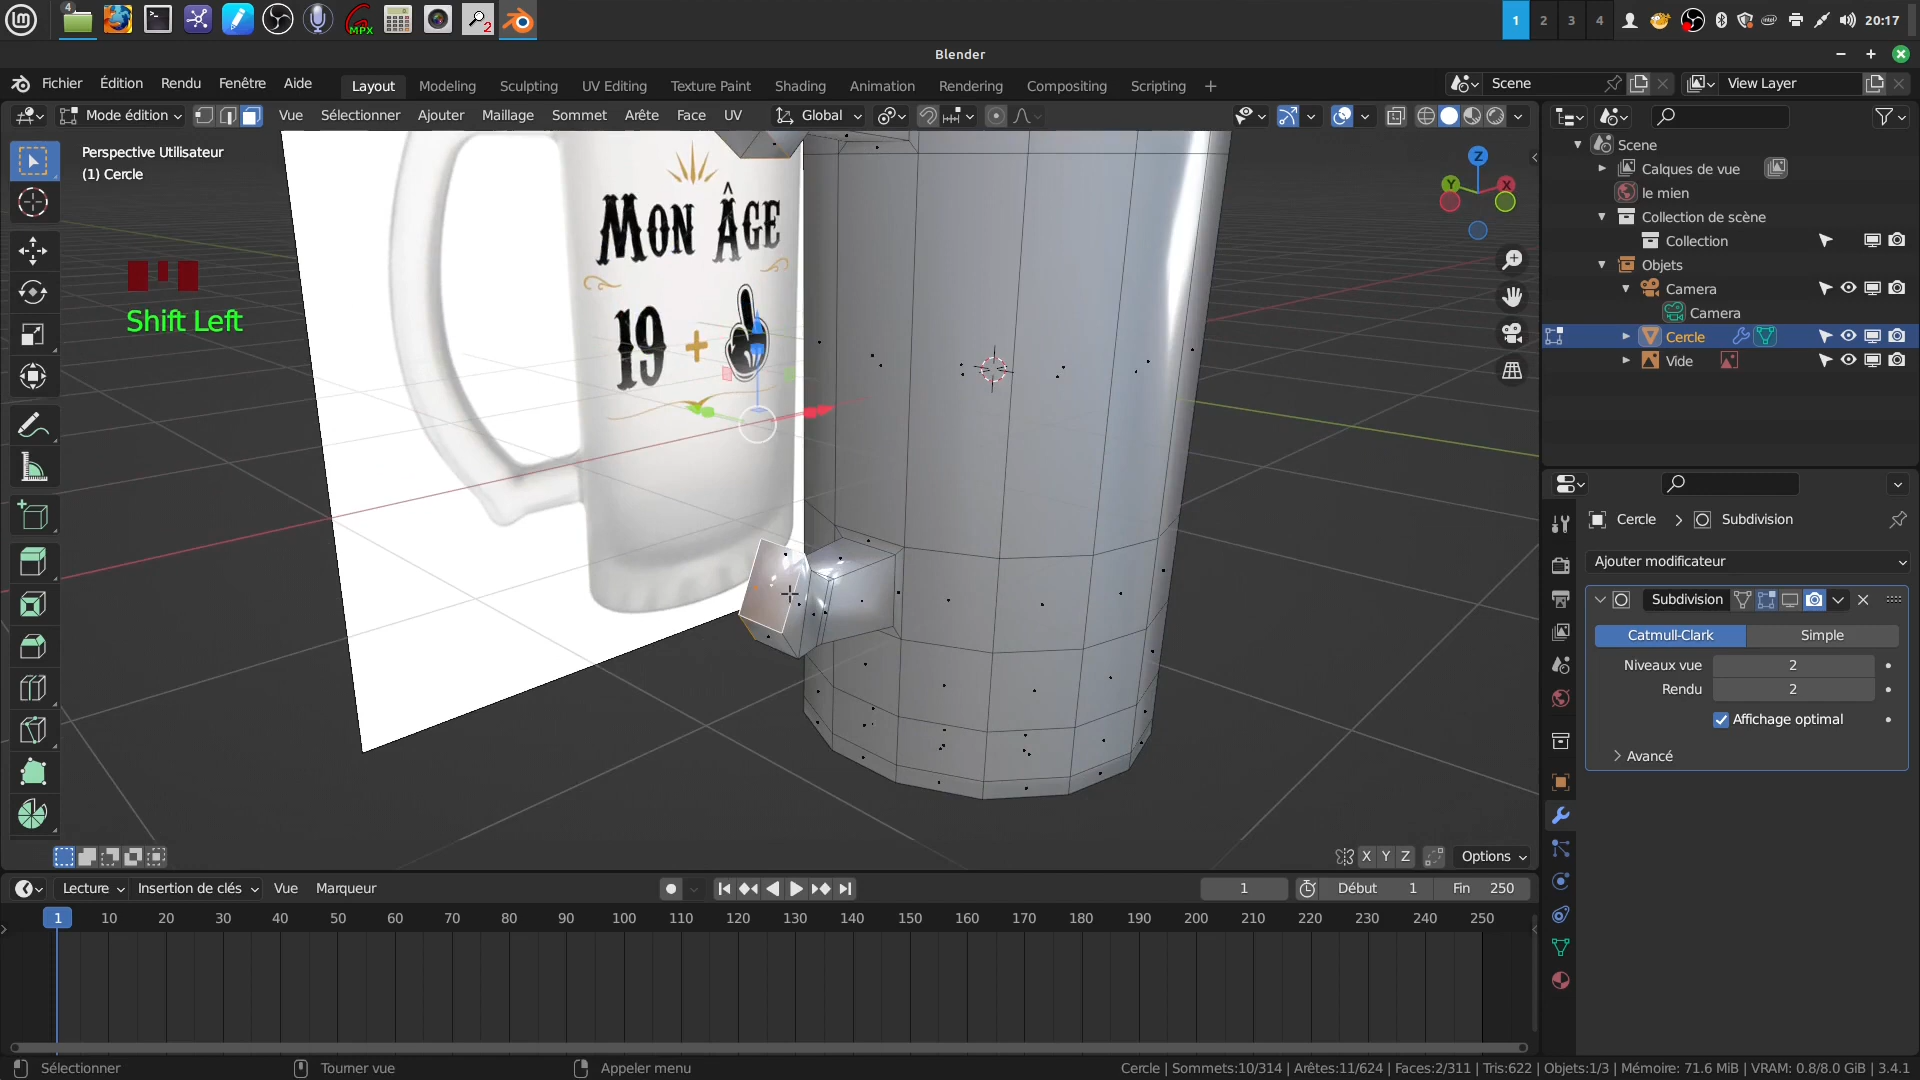 4
MPX
2
1
2
3
4
20:17
Blender
Fichier Édition Rendu Fenêtre Aide
Layout Modeling Sculpting UV Editing Texture Paint Shading Animation Rendering Compositing Scripting +
Scene
View Layer
Mode édition
Vue Sélectionner Ajouter Maillage Sommet Arête Face UV
Global
Perspective Utilisateur
(1) Cercle
Shift Left
Mon Âge
19 +
Z
Y
X
Scene
Calques de vue
le mien
Collection de scène
Collection
Objets
Camera
Camera
Cercle
Vide
Cercle > Subdivision
Ajouter modificateur
Subdivision
Catmull-Clark Simple
Niveaux vue 2
Rendu 2
Affichage optimal
Avancé
X Y Z
Options
Lecture Insertion de clés Vue Marqueur
1
Début 1
Fin 250
1 10 20 30 40 50 60 70 80 90 100 110 120 130 140 150 160 170 180 190 200 210 220 230 240 250
Sélectionner
Tourner vue
Appeler menu
Cercle | Sommets:10/314 | Arêtes:11/624 | Faces:2/311 | Tris:622 | Objets:1/3 | Mémoire: 71.6 MiB | VRAM: 0.8/8.0 GiB | 3.4.1